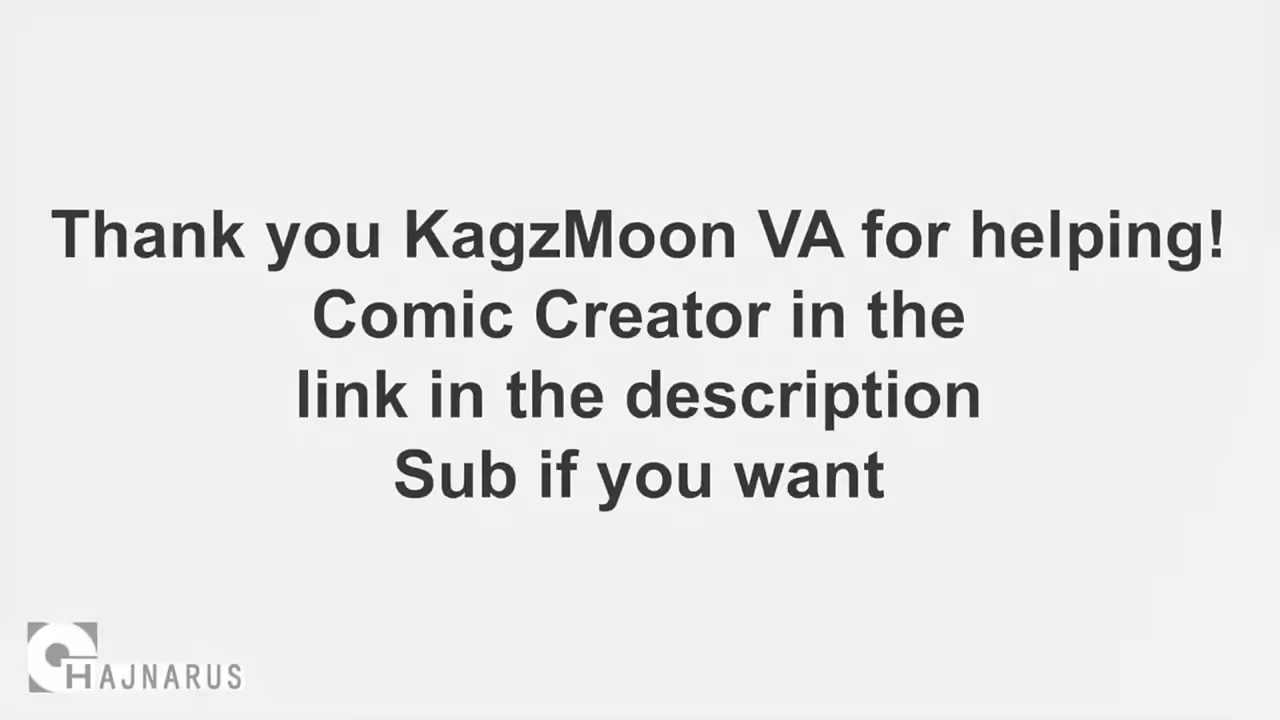 Thank you KagzMoon VA for helping!
Comic Creator in the
link in the description
Sub if you want
HAJNARUS